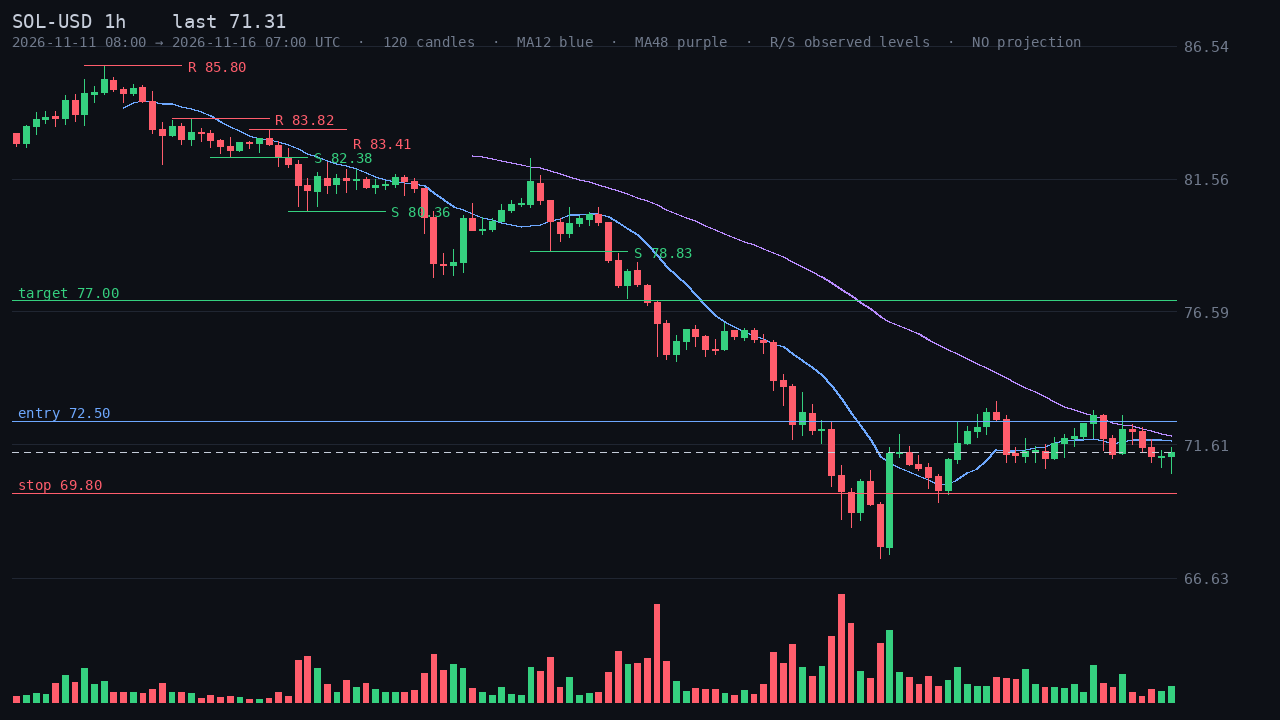 SOL-USD 1h    last 71.31
2026-11-11 08:00 → 2026-11-16 07:00 UTC  ·  120 candles  ·  MA12 blue  ·  MA48 purple  ·  R/S observed levels  ·  NO projection
86.54
R 85.80
R 83.82
R 83.41
S 82.38
81.56
S 80.36
S 78.83
target 77.00
76.59
entry 72.50
71.61
stop 69.80
66.63